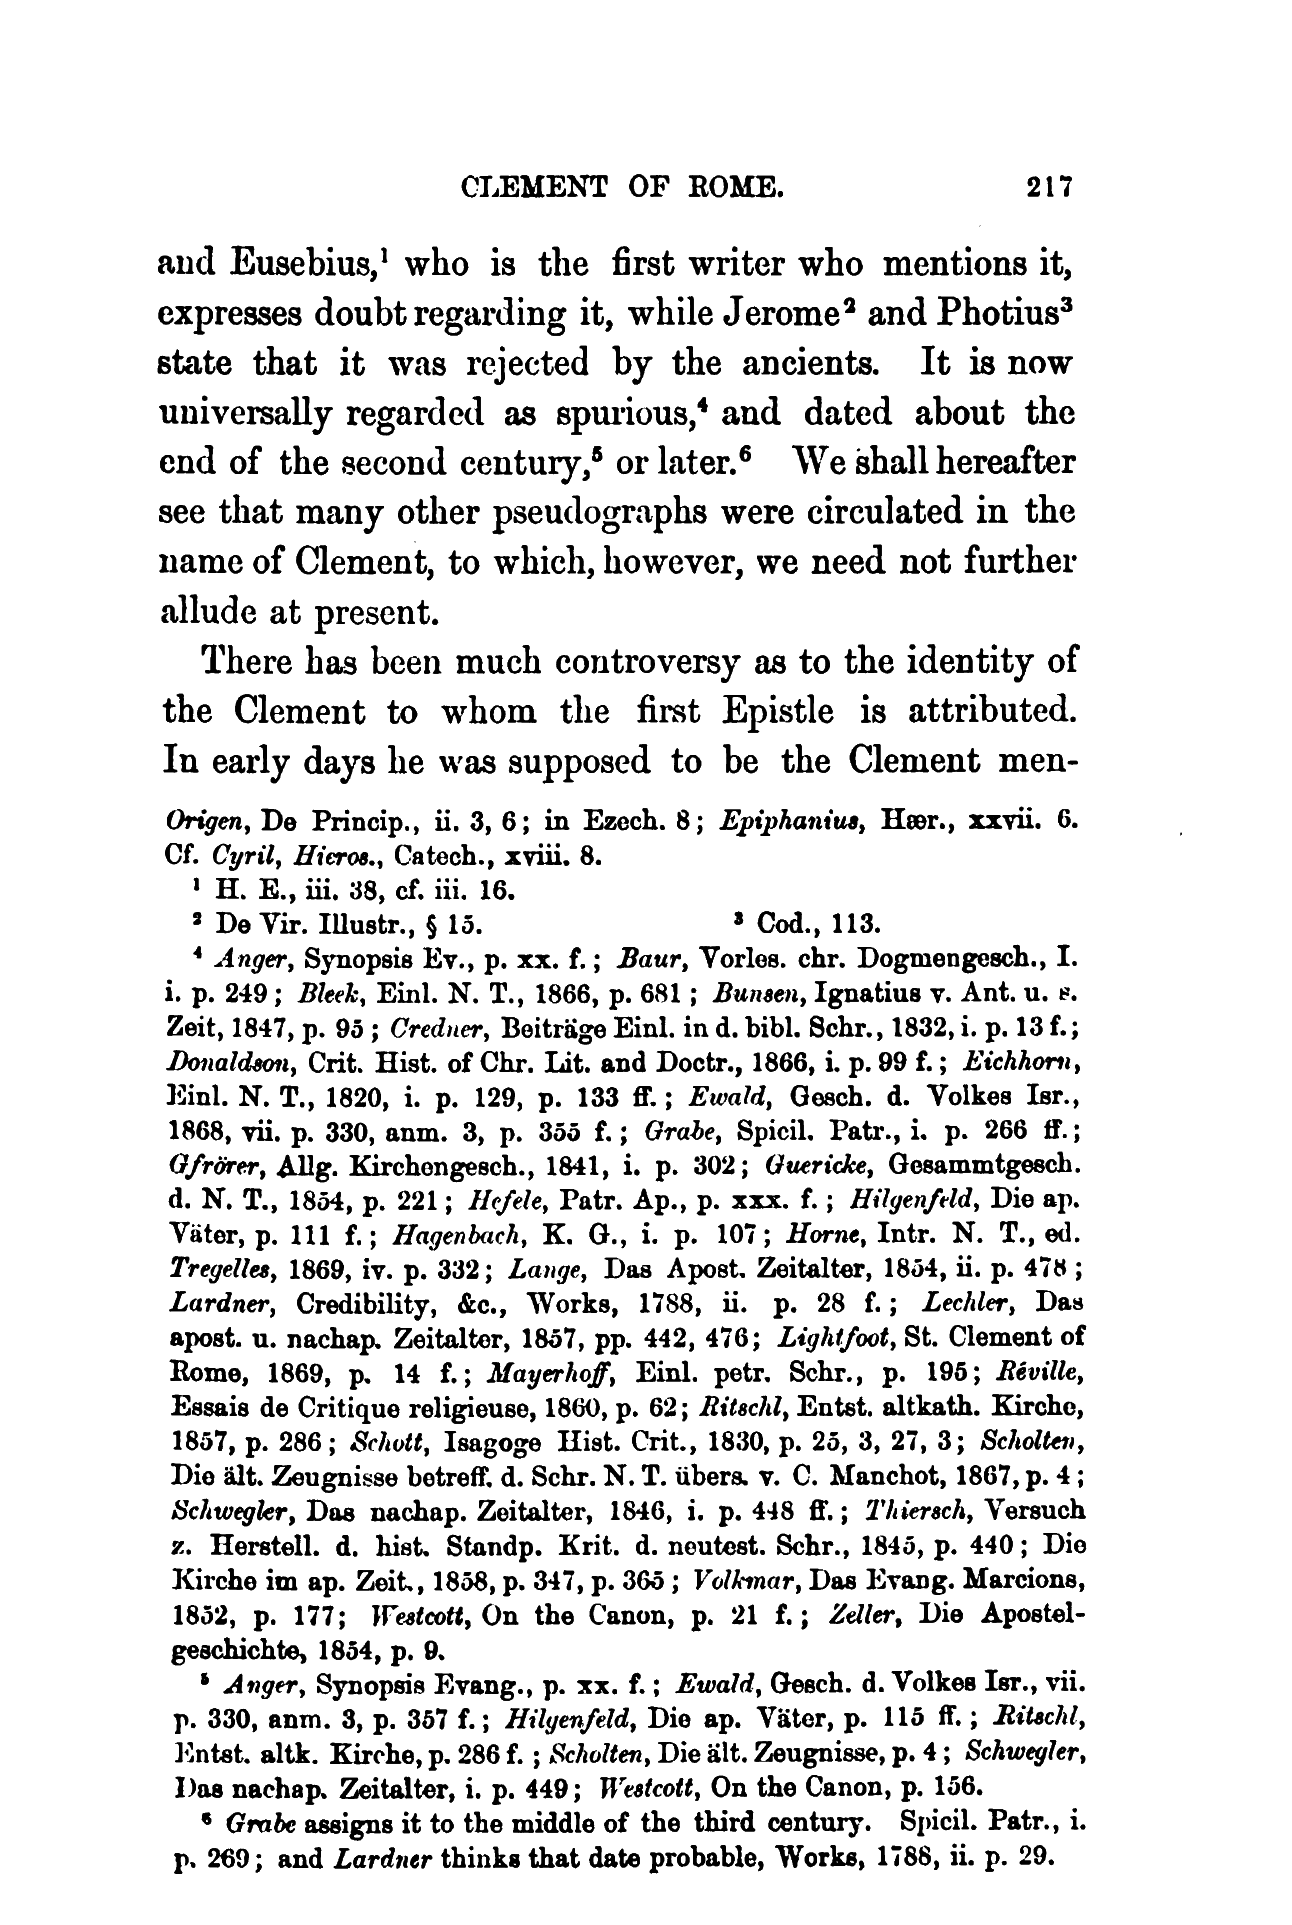 CLEMENT OF ROME. 217
and Eusebius,¹ who is the first writer who mentions it,
expresses doubt regarding it, while Jerome² and Photius³
state that it was rejected by the ancients. It is now
universally regarded as spurious,⁴ and dated about the
end of the second century,⁵ or later.⁶ We shall hereafter
see that many other pseudographs were circulated in the
name of Clement, to which, however, we need not further
allude at present.
There has been much controversy as to the identity of
the Clement to whom the first Epistle is attributed.
In early days he was supposed to be the Clement men-
Origen, De Princip., ii. 3, 6; in Ezech. 8; Epiphanius, Hær., xxvii. 6.
Cf. Cyril, Hieros., Catech., xviii. 8.
¹ H. E., iii. 38, cf. iii. 16.
² De Vir. Illustr., § 15. ³ Cod., 113.
⁴ Anger, Synopsis Ev., p. xx. f.; Baur, Vorles. chr. Dogmengesch., I.
i. p. 249; Bleek, Einl. N. T., 1866, p. 681; Bunsen, Ignatius v. Ant. u. s.
Zeit, 1847, p. 95; Credner, Beiträge Einl. in d. bibl. Schr., 1832, i. p. 13 f.;
Donaldson, Crit. Hist. of Chr. Lit. and Doctr., 1866, i. p. 99 f.; Eichhorn,
Einl. N. T., 1820, i. p. 129, p. 133 ff.; Ewald, Gesch. d. Volkes Isr.,
1868, vii. p. 330, anm. 3, p. 355 f.; Grabe, Spicil. Patr., i. p. 266 ff.;
Gfrörer, Allg. Kirchengesch., 1841, i. p. 302; Guericke, Gesammtgesch.
d. N. T., 1854, p. 221; Hefele, Patr. Ap., p. xxx. f.; Hilgenfeld, Die ap.
Väter, p. 111 f.; Hagenbach, K. G., i. p. 107; Horne, Intr. N. T., ed.
Tregelles, 1869, iv. p. 332; Lange, Das Apost. Zeitalter, 1854, ii. p. 478;
Lardner, Credibility, &c., Works, 1788, ii. p. 28 f.; Lechler, Das
apost. u. nachap. Zeitalter, 1857, pp. 442, 476; Lightfoot, St. Clement of
Rome, 1869, p. 14 f.; Mayerhoff, Einl. petr. Schr., p. 195; Réville,
Essais de Critique religieuse, 1860, p. 62; Ritschl, Entst. altkath. Kirche,
1857, p. 286; Schott, Isagoge Hist. Crit., 1830, p. 25, 3, 27, 3; Scholten,
Die ält. Zeugnisse betreff. d. Schr. N. T. übers. v. C. Manchot, 1867, p. 4;
Schwegler, Das nachap. Zeitalter, 1846, i. p. 448 ff.; Thiersch, Versuch
z. Herstell. d. hist. Standp. Krit. d. neutest. Schr., 1845, p. 440; Die
Kirche im ap. Zeit., 1858, p. 347, p. 365; Volkmar, Das Evang. Marcions,
1852, p. 177; Westcott, On the Canon, p. 21 f.; Zeller, Die Apostel-
geschichte, 1854, p. 9.
⁵ Anger, Synopsis Evang., p. xx. f.; Ewald, Gesch. d. Volkes Isr., vii.
p. 330, anm. 3, p. 357 f.; Hilgenfeld, Die ap. Väter, p. 115 ff.; Ritschl,
Entst. altk. Kirche, p. 286 f.; Scholten, Die ält. Zeugnisse, p. 4; Schwegler,
Das nachap. Zeitalter, i. p. 449; Westcott, On the Canon, p. 156.
⁶ Grabe assigns it to the middle of the third century. Spicil. Patr., i.
p. 269; and Lardner thinks that date probable, Works, 1788, ii. p. 29.